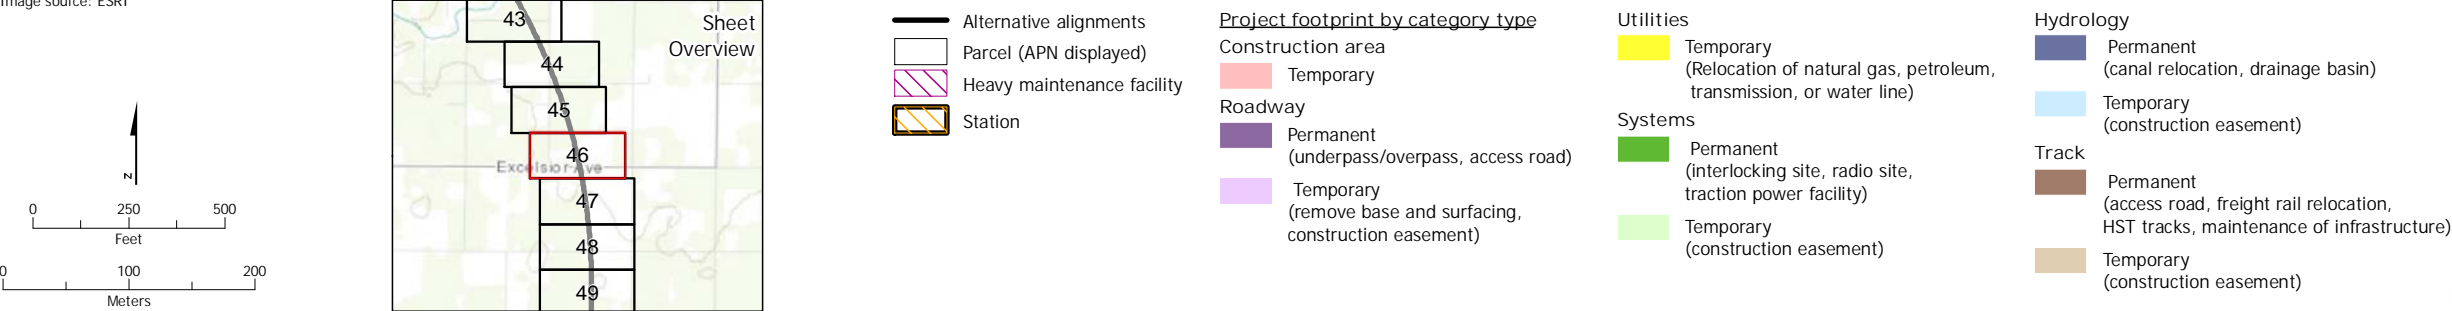 Image source: ESRI
N
0 250 500
Feet
0 100 200
Meters
Sheet
Overview
43
44
45
46
Excelsior Ave
47
48
49
Alternative alignments
Parcel (APN displayed)
Heavy maintenance facility
Station
Project footprint by category type
Construction area
Temporary
Roadway
Permanent
(underpass/overpass, access road)
Temporary
(remove base and surfacing,
construction easement)
Utilities
Temporary
(Relocation of natural gas, petroleum,
transmission, or water line)
Systems
Permanent
(interlocking site, radio site,
traction power facility)
Temporary
(construction easement)
Hydrology
Permanent
(canal relocation, drainage basin)
Temporary
(construction easement)
Track
Permanent
(access road, freight rail relocation,
HST tracks, maintenance of infrastructure)
Temporary
(construction easement)